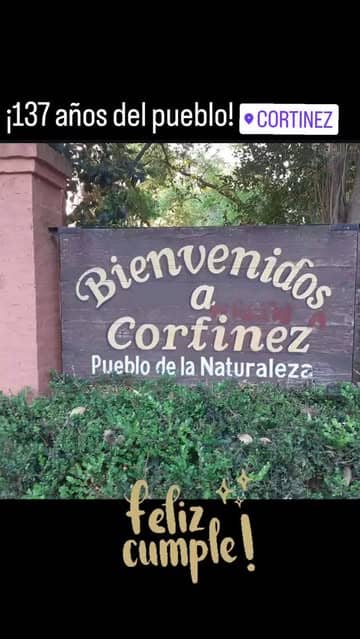 ¡137 años del pueblo! CORTINEZ
Bienvenidos
a
Cortinez
Pueblo de la Naturaleza
feliz
cumple!